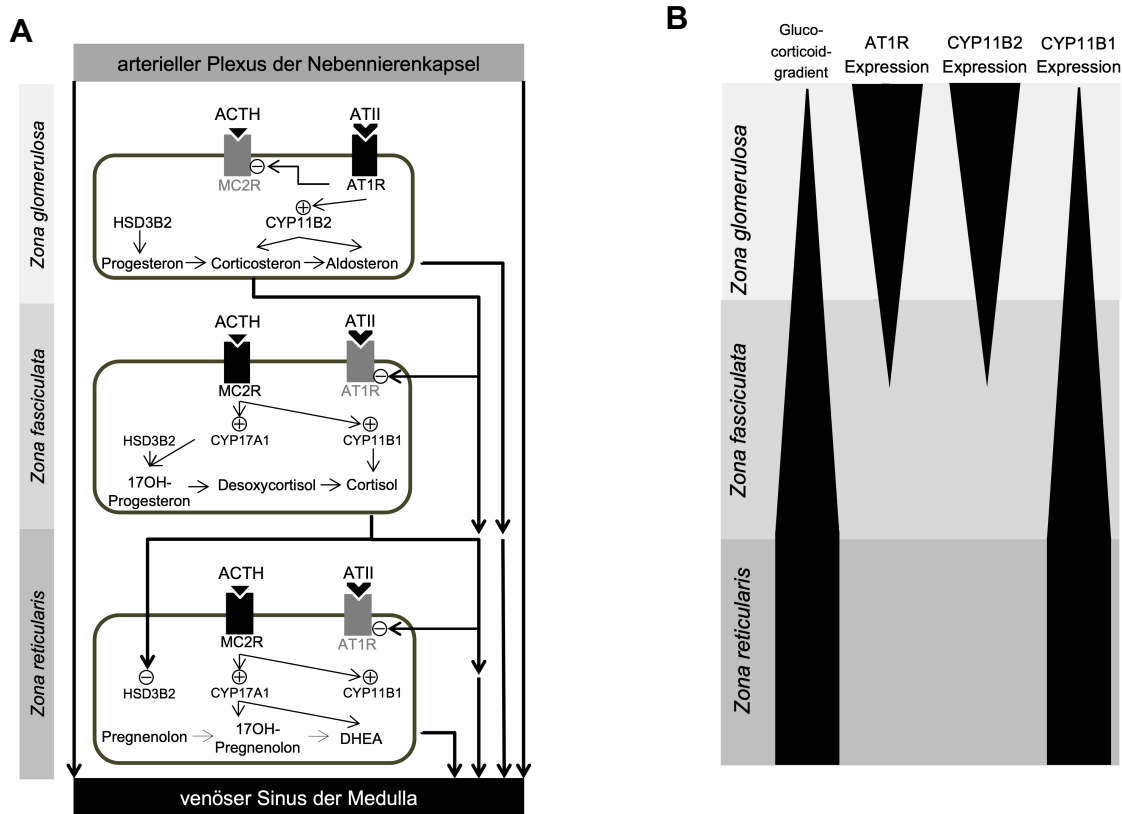 A
arterieller Plexus der Nebennierenkapsel
Zona glomerulosa
ACTH
ATII
MC2R
AT1R
HSD3B2
CYP11B2
Progesteron
Corticosteron
Aldosteron
Zona fasciculata
ACTH
ATII
MC2R
AT1R
HSD3B2
CYP17A1
CYP11B1
17OH-
Progesteron
Desoxycortisol
Cortisol
Zona reticularis
ACTH
ATII
MC2R
AT1R
HSD3B2
CYP17A1
CYP11B1
Pregnenolon
17OH-
Pregnenolon
DHEA
venöser Sinus der Medulla
B
Gluco-
corticoid-
gradient
AT1R
Expression
CYP11B2
Expression
CYP11B1
Expression
Zona glomerulosa
Zona fasciculata
Zona reticularis